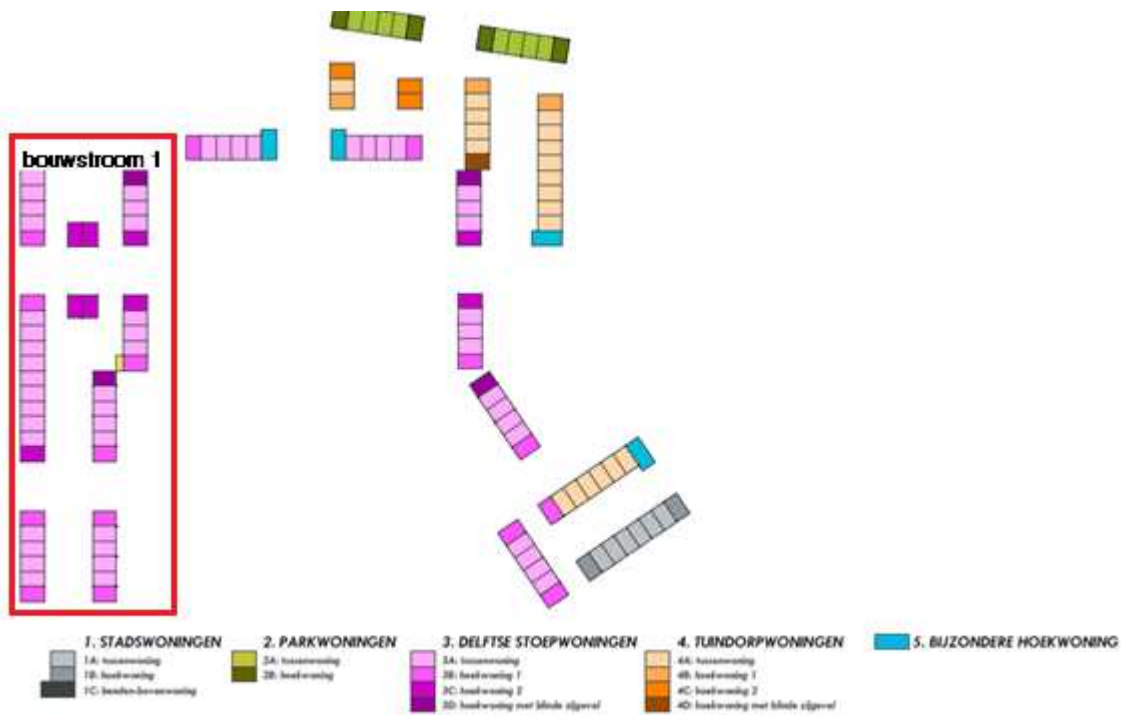 bouwstroom 1
1. STADSWONINGEN
1A: tussenwoning
1B: hoekwoning
1C: beneden-bovenwoning
2. PARKWONINGEN
2A: tussenwoning
2B: hoekwoning
3. DELFTSE STOEPWONINGEN
3A: tussenwoning
3B: hoekwoning 1
3C: hoekwoning 2
3D: hoekwoning met blinde zijgevel
4. TUINDORPWONINGEN
4A: tussenwoning
4B: hoekwoning 1
4C: hoekwoning 2
4D: hoekwoning met blinde zijgevel
5. BIJZONDERE HOEKWONING